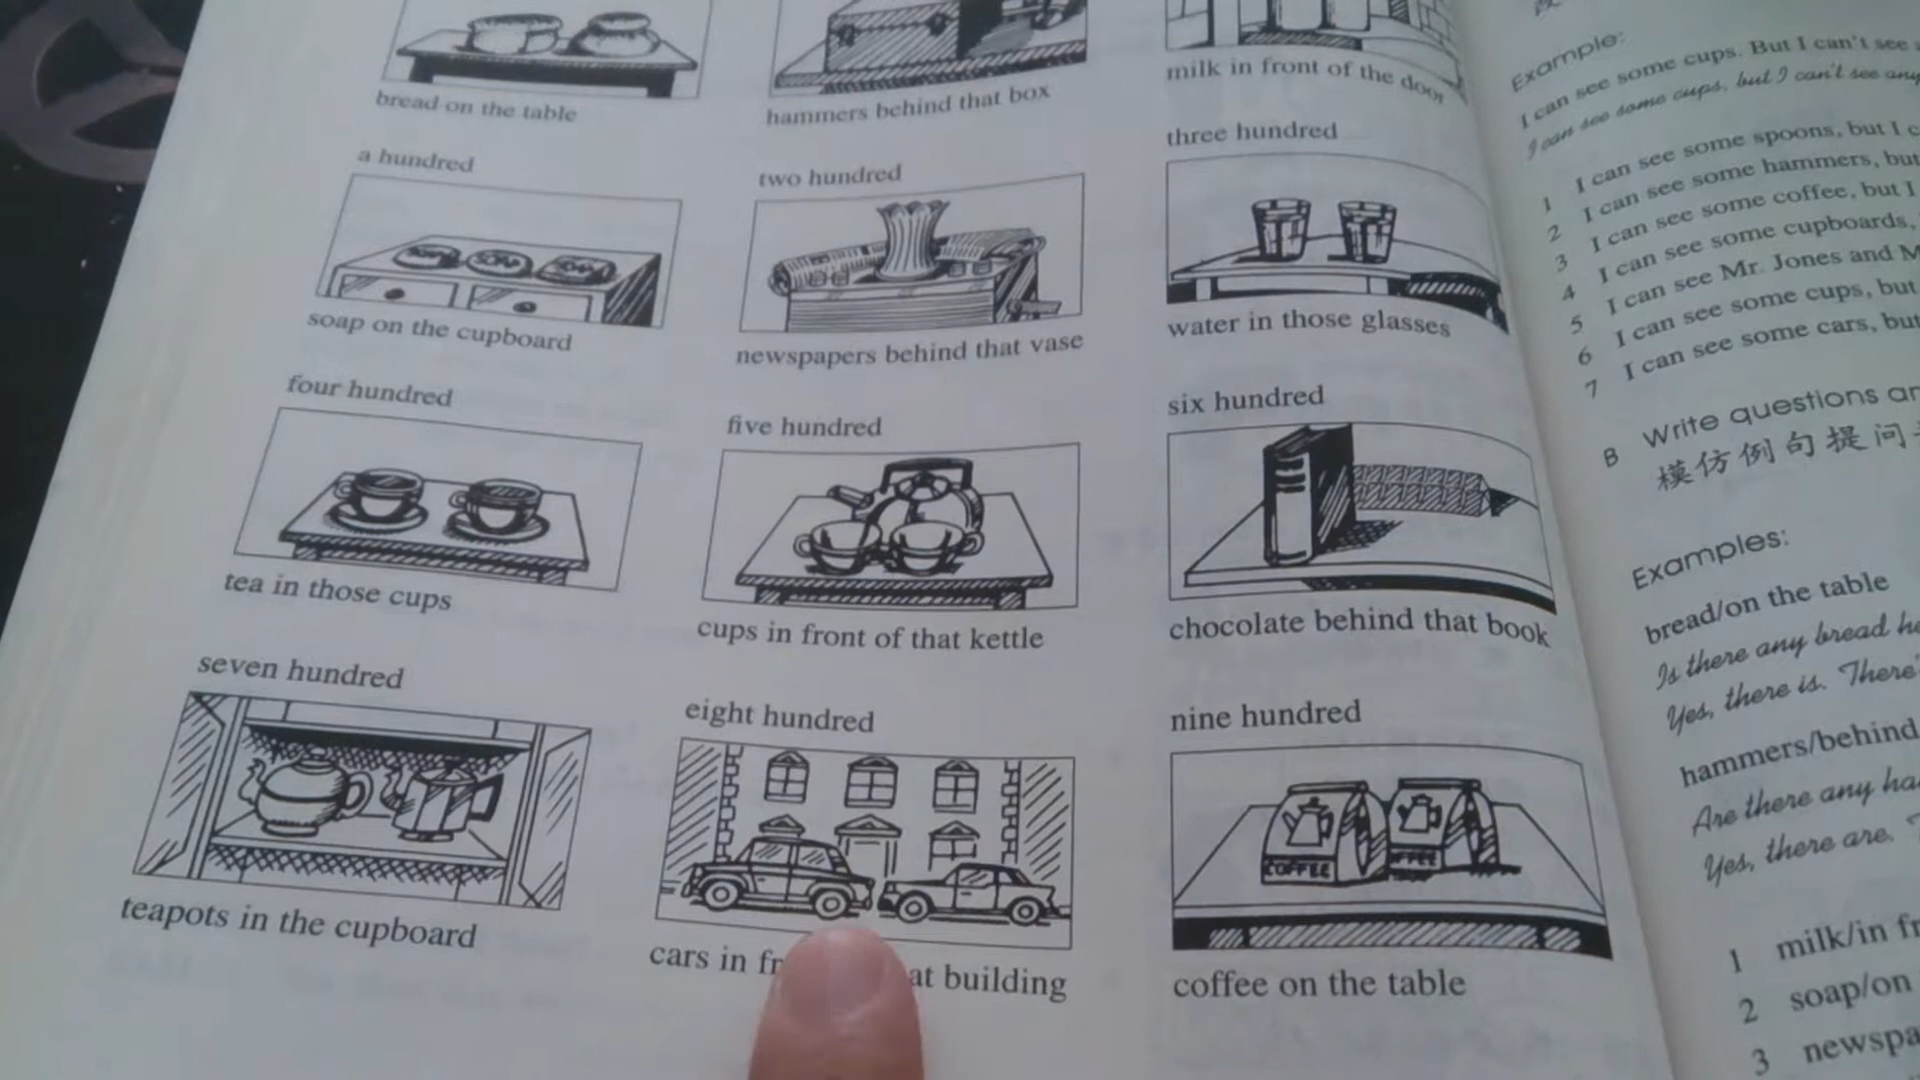 bread on the table
hammers behind that box
milk in front of the door
a hundred
two hundred
three hundred
SOAP SOAP SOAP
soap on the cupboard
newspapers behind that vase
water in those glasses
four hundred
five hundred
six hundred
tea in those cups
cups in front of that kettle
chocolate behind that book
seven hundred
eight hundred
nine hundred
COFFEE
teapots in the cupboard
cars in at building
coffee on the table
Example:
I can see some cups. But I can't see
I can see some cups, but I can't see any
1 I can see some spoons, but I
2 I can see some hammers, but
3 I can see some coffee, but I
4 I can see some cupboards,
5 I can see Mr. Jones and
6 I can see some cups, but
7 I can see some cars, but
B Write questions
模仿例句提问
Examples:
bread/on the table
Is there any bread
Yes, there is. There
hammers/behind
Are there any
Yes, there are.
1 milk/in
2 soap/on
3